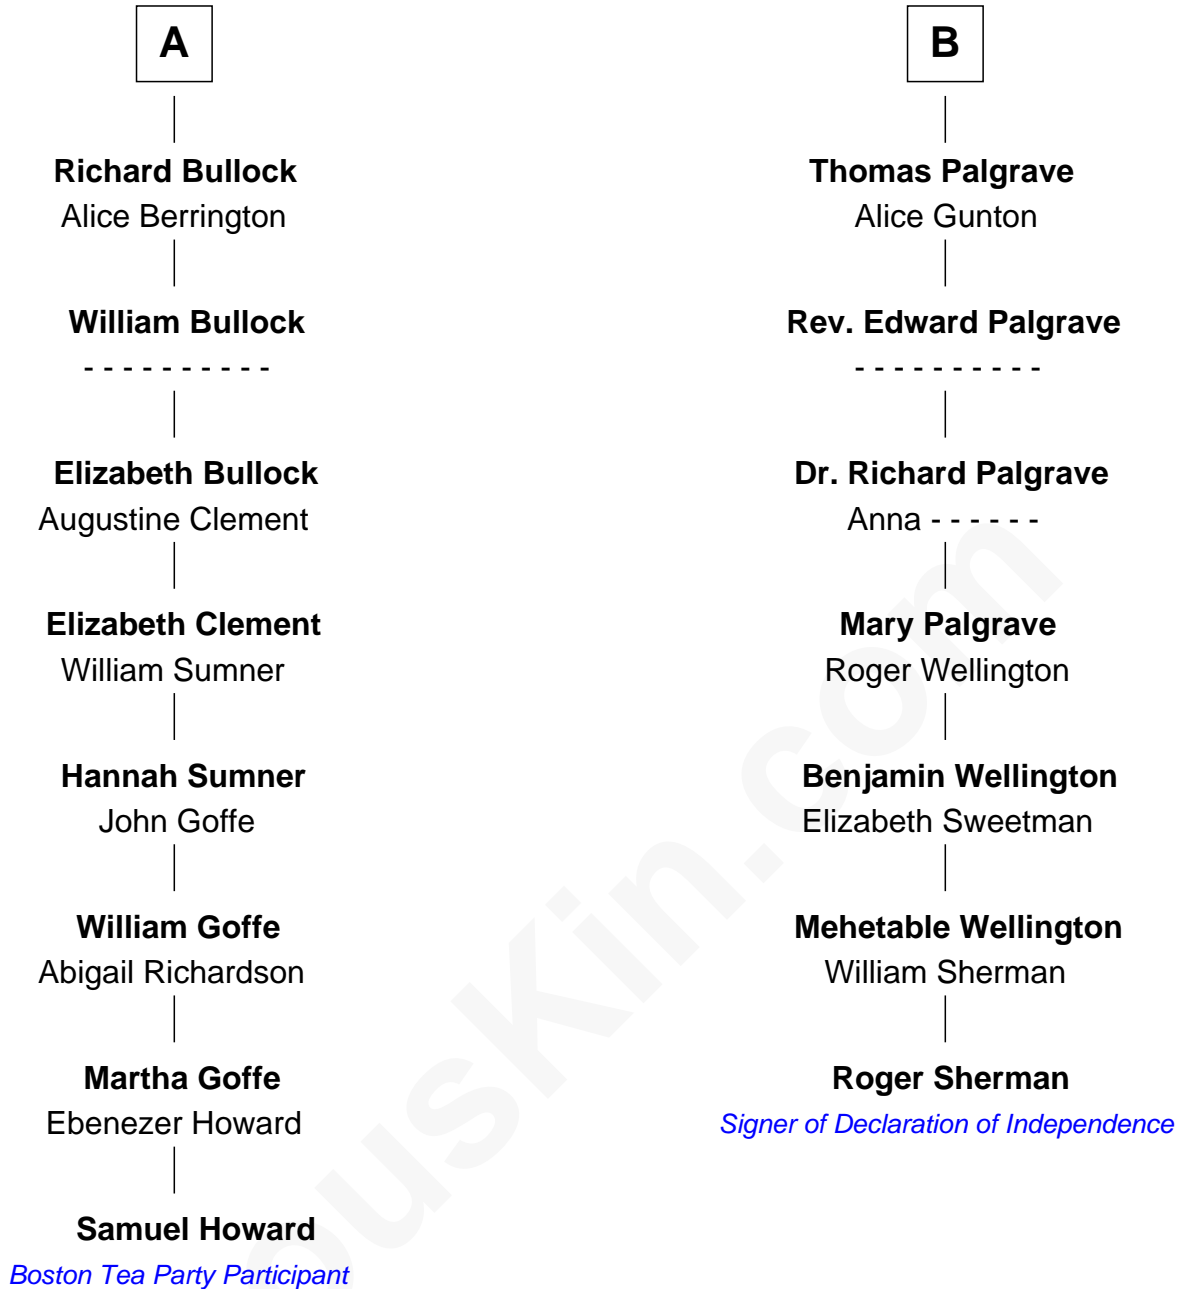 A
Richard Bullock
Alice Berrington
William Bullock
- - - - - - - - - -
Elizabeth Bullock
Augustine Clement
Elizabeth Clement
William Sumner
Hannah Sumner
John Goffe
William Goffe
Abigail Richardson
Martha Goffe
Ebenezer Howard
Samuel Howard
Boston Tea Party Participant
B
Thomas Palgrave
Alice Gunton
Rev. Edward Palgrave
- - - - - - - - - -
Dr. Richard Palgrave
Anna - - - - - -
Mary Palgrave
Roger Wellington
Benjamin Wellington
Elizabeth Sweetman
Mehetable Wellington
William Sherman
Roger Sherman
Signer of Declaration of Independence
ousKin.com